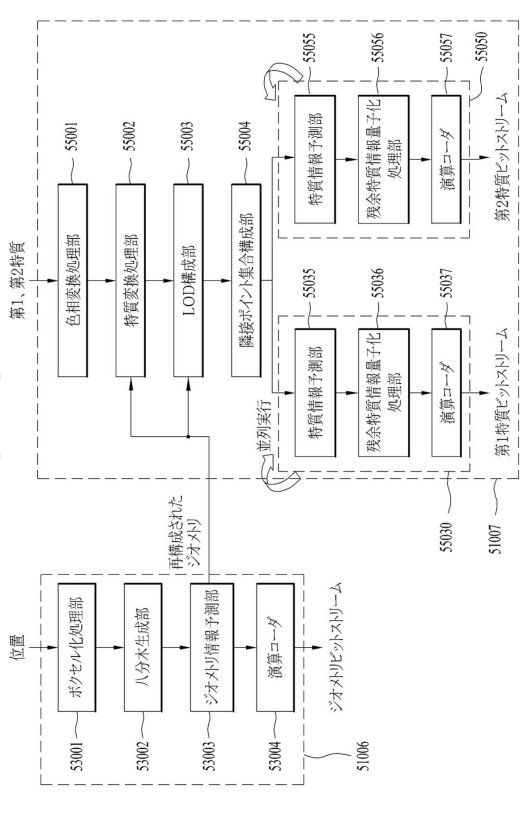 位置
ボクセル化処理部
53001
八分木生成部
53002
ジオメトリ情報予測部
53003
演算コーダ
53004
51006
ジオメトリビットストリーム
再構成された
ジオメトリ
第1、第2特質
色相変換処理部
55001
特質変換処理部
55002
LOD構成部
55003
隣接ポイント集合構成部
55004
並列実行
特質情報予測部
55035
残余特質情報量子化
処理部
55036
演算コーダ
55037
55030
第1特質ビットストリーム
51007
特質情報予測部
55055
残余特質情報量子化
処理部
55056
演算コーダ
55057
55050
第2特質ビットストリーム